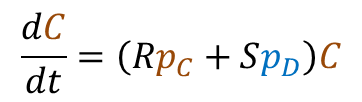 dC/dt = (Rp_C + Sp_D)C